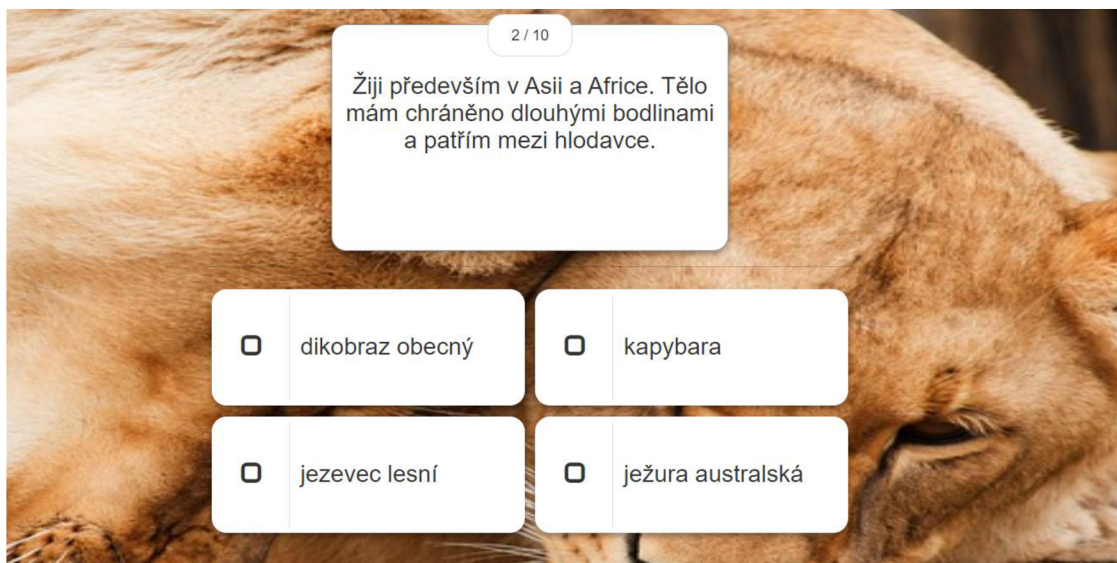 2 / 10
Žiji především v Asii a Africe. Tělo
mám chráněno dlouhými bodlinami
a patřím mezi hlodavce.
dikobraz obecný
kapybara
jezevec lesní
ježura australská